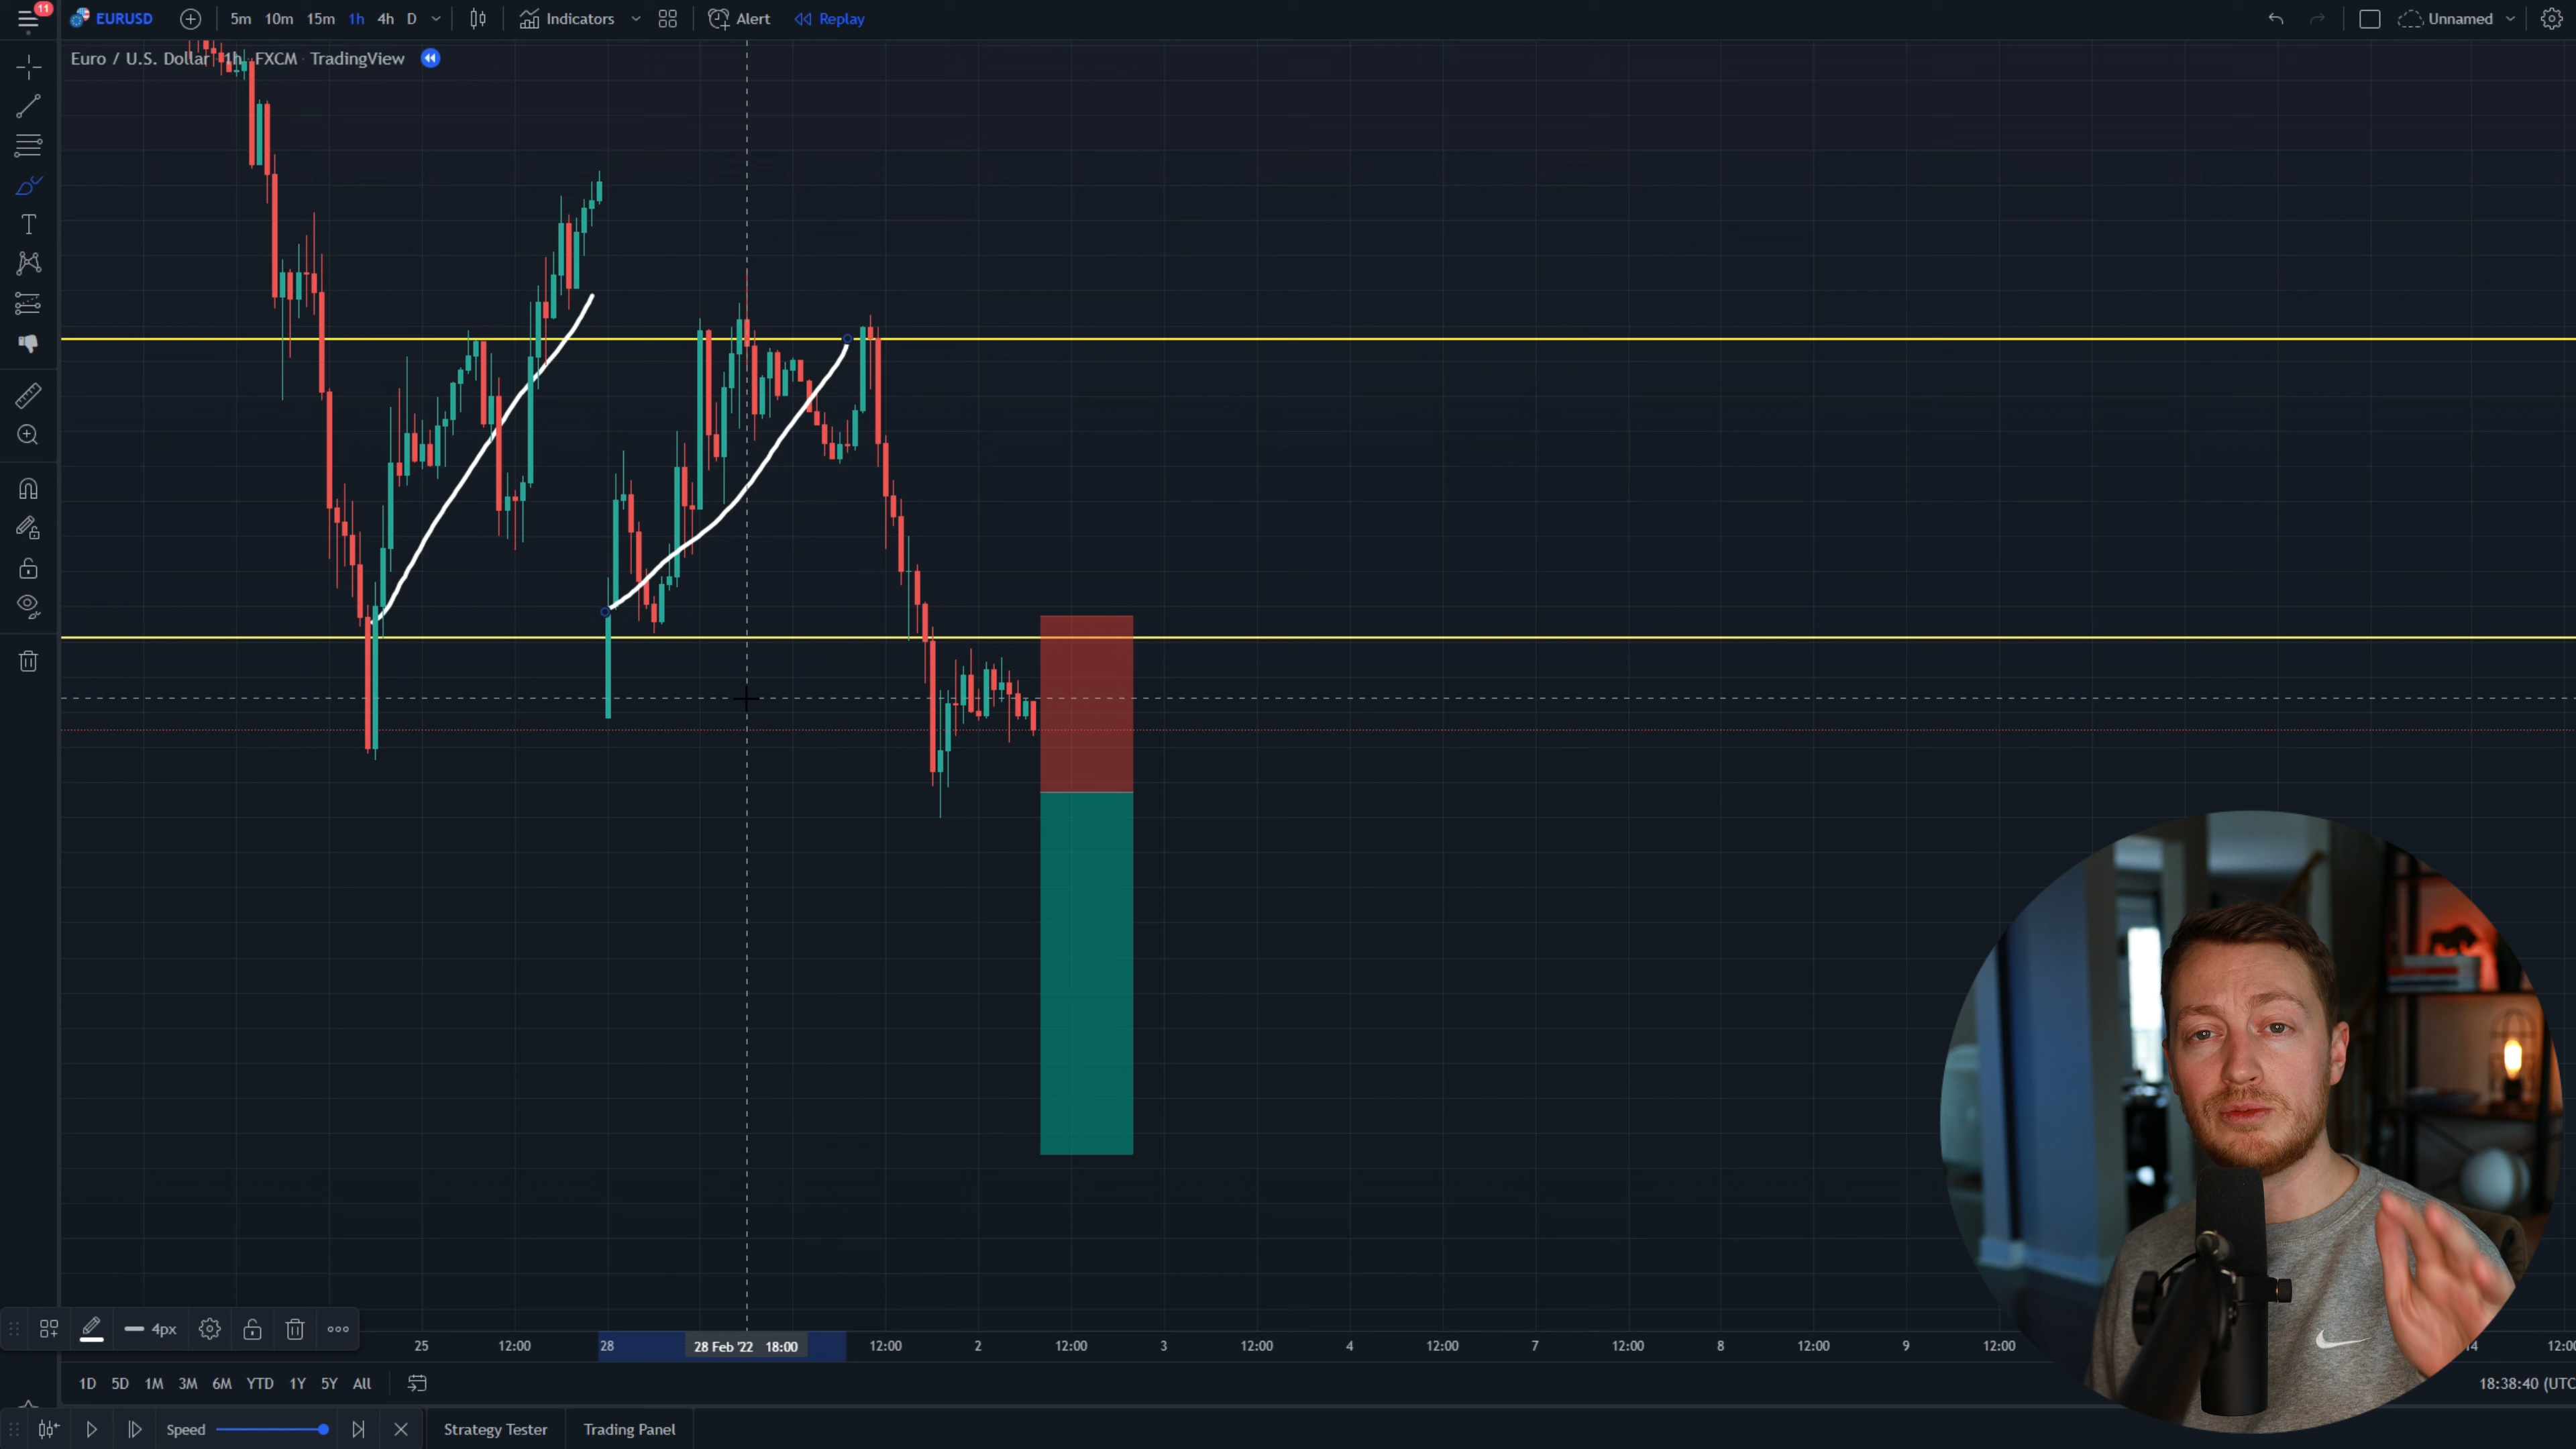 11
EURUSD 5m 10m 15m 1h 4h D Indicators Alert Replay Unnamed
Euro / U.S. Dollar 1h FXCM TradingView
4px
25 12:00 28 28 Feb '22 18:00 12:00 2 12:00 3 12:00 4 12:00 7 12:00 8 12:00 9 12:00
1D 5D 1M 3M 6M YTD 1Y 5Y All 18:38:40 (UTC
Speed Strategy Tester Trading Panel